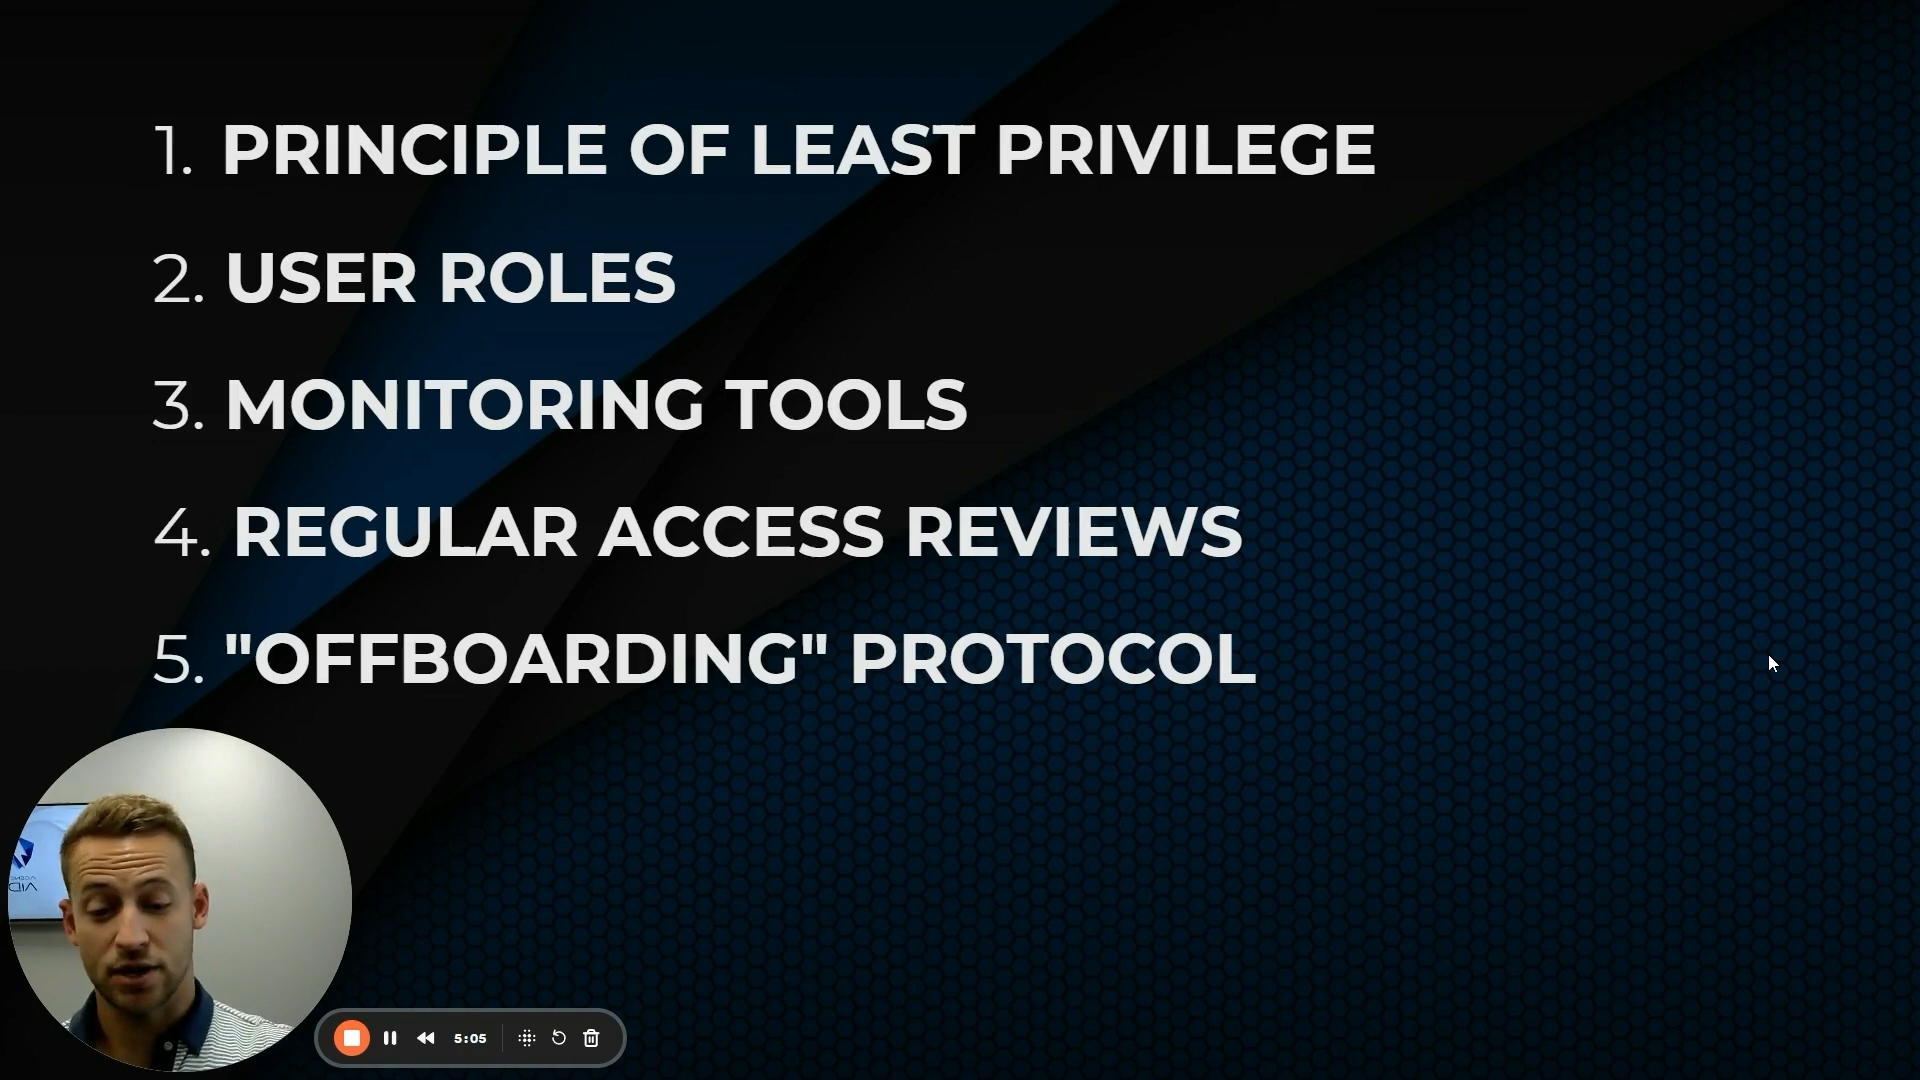 1. PRINCIPLE OF LEAST PRIVILEGE
2. USER ROLES
3. MONITORING TOOLS
4. REGULAR ACCESS REVIEWS
5. "OFFBOARDING" PROTOCOL
5:05